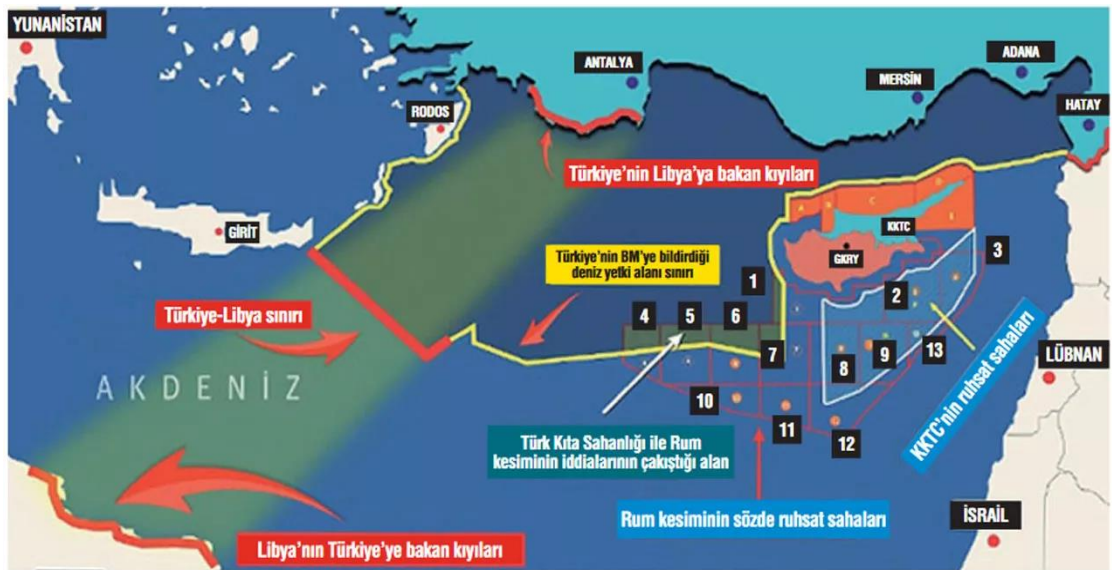 YUNANİSTAN
ADANA
ANTALYA
MERSİN
HATAY
RODOS
Türkiye'nin Libya'ya bakan kıyıları
A
C
KKTC
GİRİT
GKRY
Türkiye'nin BM'ye bildirdiği
deniz yetki alanı sınırı
3
1
2
Türkiye-Libya sınırı
4
5
6
7
8
9
13
LÜBNAN
AKDENİZ
10
11
12
KKTC'nin ruhsat sahaları
Türk Kıta Sahanlığı ile Rum
kesiminin iddialarının çakıştığı alan
Rum kesiminin sözde ruhsat sahaları
İSRAİL
Libya'nın Türkiye'ye bakan kıyıları